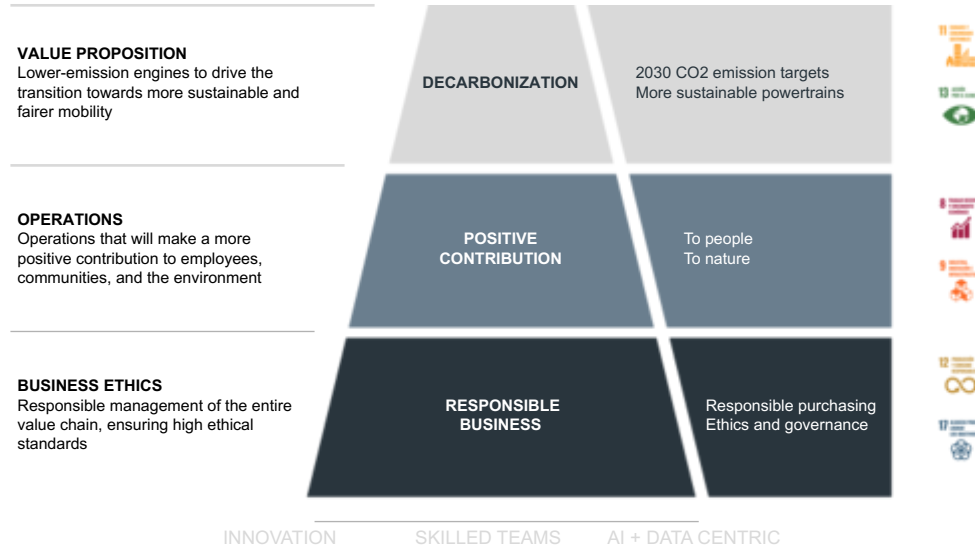 VALUE PROPOSITION
Lower-emission engines to drive the
transition towards more sustainable and
fairer mobility
DECARBONIZATION
2030 CO2 emission targets
More sustainable powertrains
11
13
OPERATIONS
Operations that will make a more
positive contribution to employees,
communities, and the environment
POSITIVE
CONTRIBUTION
To people
To nature
8
9
BUSINESS ETHICS
Responsible management of the entire
value chain, ensuring high ethical
standards
RESPONSIBLE
BUSINESS
Responsible purchasing
Ethics and governance
12
17
INNOVATION
SKILLED TEAMS
AI + DATA CENTRIC